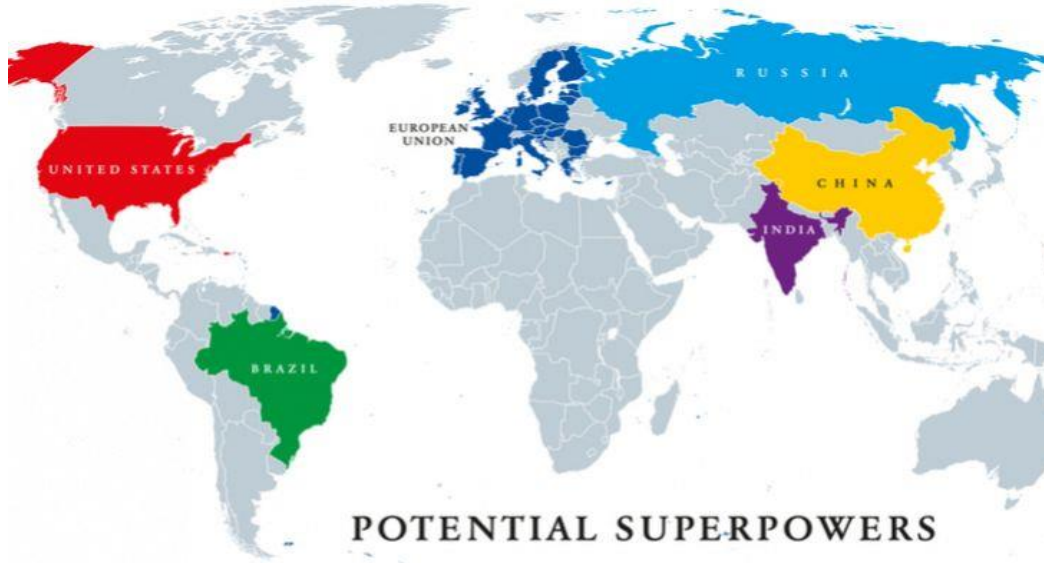 RUSSIA
EUROPEAN
UNION
UNITED STATES
CHINA
INDIA
BRAZIL
POTENTIAL SUPERPOWERS